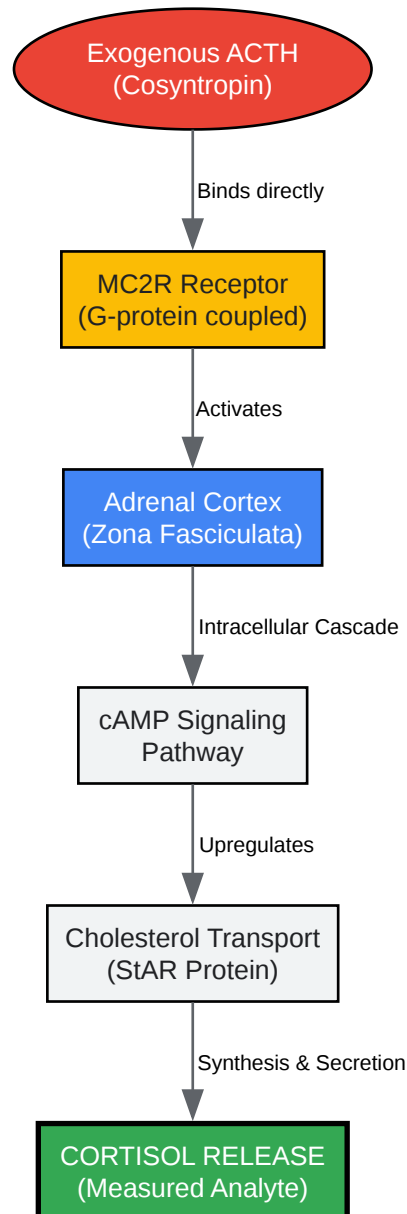 Exogenous ACTH
(Cosyntropin)
Binds directly
MC2R Receptor
(G-protein coupled)
Activates
Adrenal Cortex
(Zona Fasciculata)
Intracellular Cascade
cAMP Signaling
Pathway
Upregulates
Cholesterol Transport
(StAR Protein)
Synthesis & Secretion
CORTISOL RELEASE
(Measured Analyte)